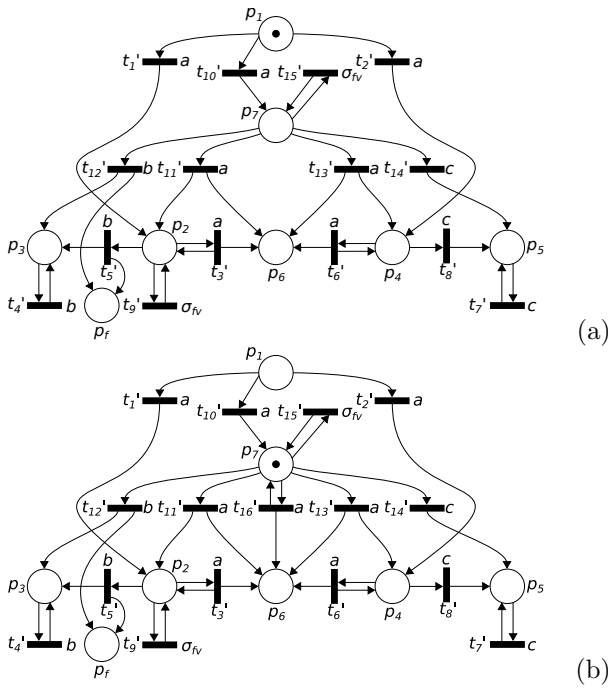 p1
t1' a t10' a t15' σfv t2' a
p7
t12' b t11' a t13' a t14' c
b p2 a a c
p3 t5' t3' p6 t6' p4 t8' p5
t4' b pf t9' σfv t7' c
(a)
p1
t1' a t10' a t15' σfv t2' a
p7
t12' b t11' a t16' a t13' a t14' c
b p2 a a c
p3 t5' t3' p6 t6' p4 t8' p5
t4' b pf t9' σfv t7' c
(b)